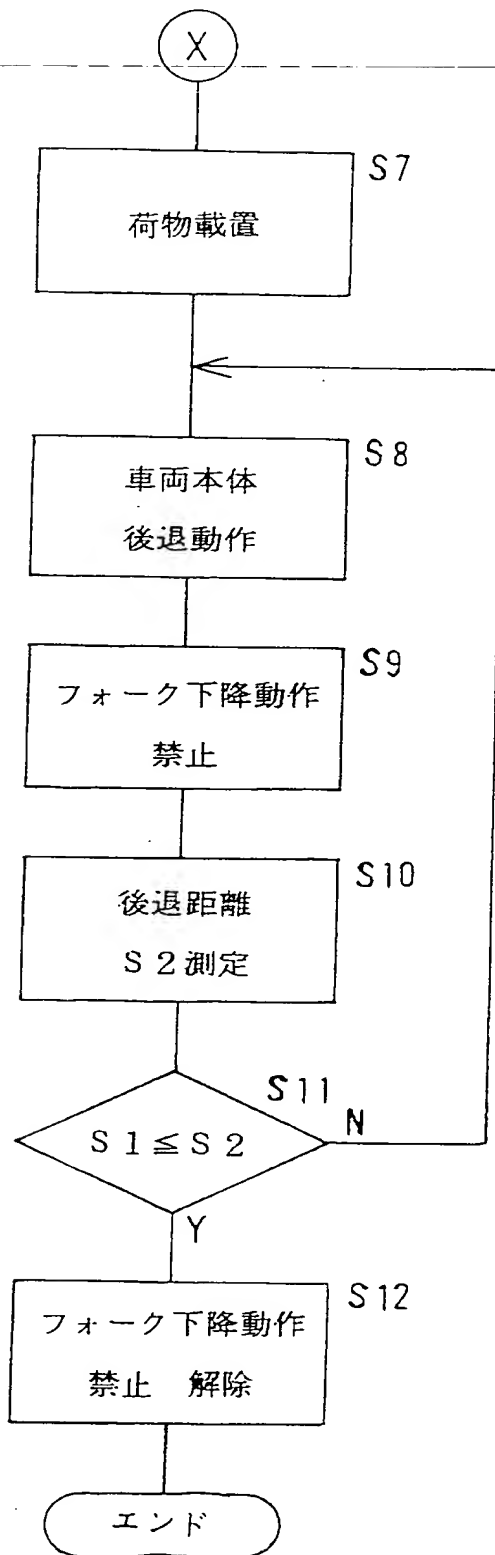 X
S7
荷物載置
S8
車両本体
後退動作
S9
フォーク下降動作
禁止
S10
後退距離
S2測定
S11
S1≦S2
N
Y
S12
フォーク下降動作
禁止 解除
エンド